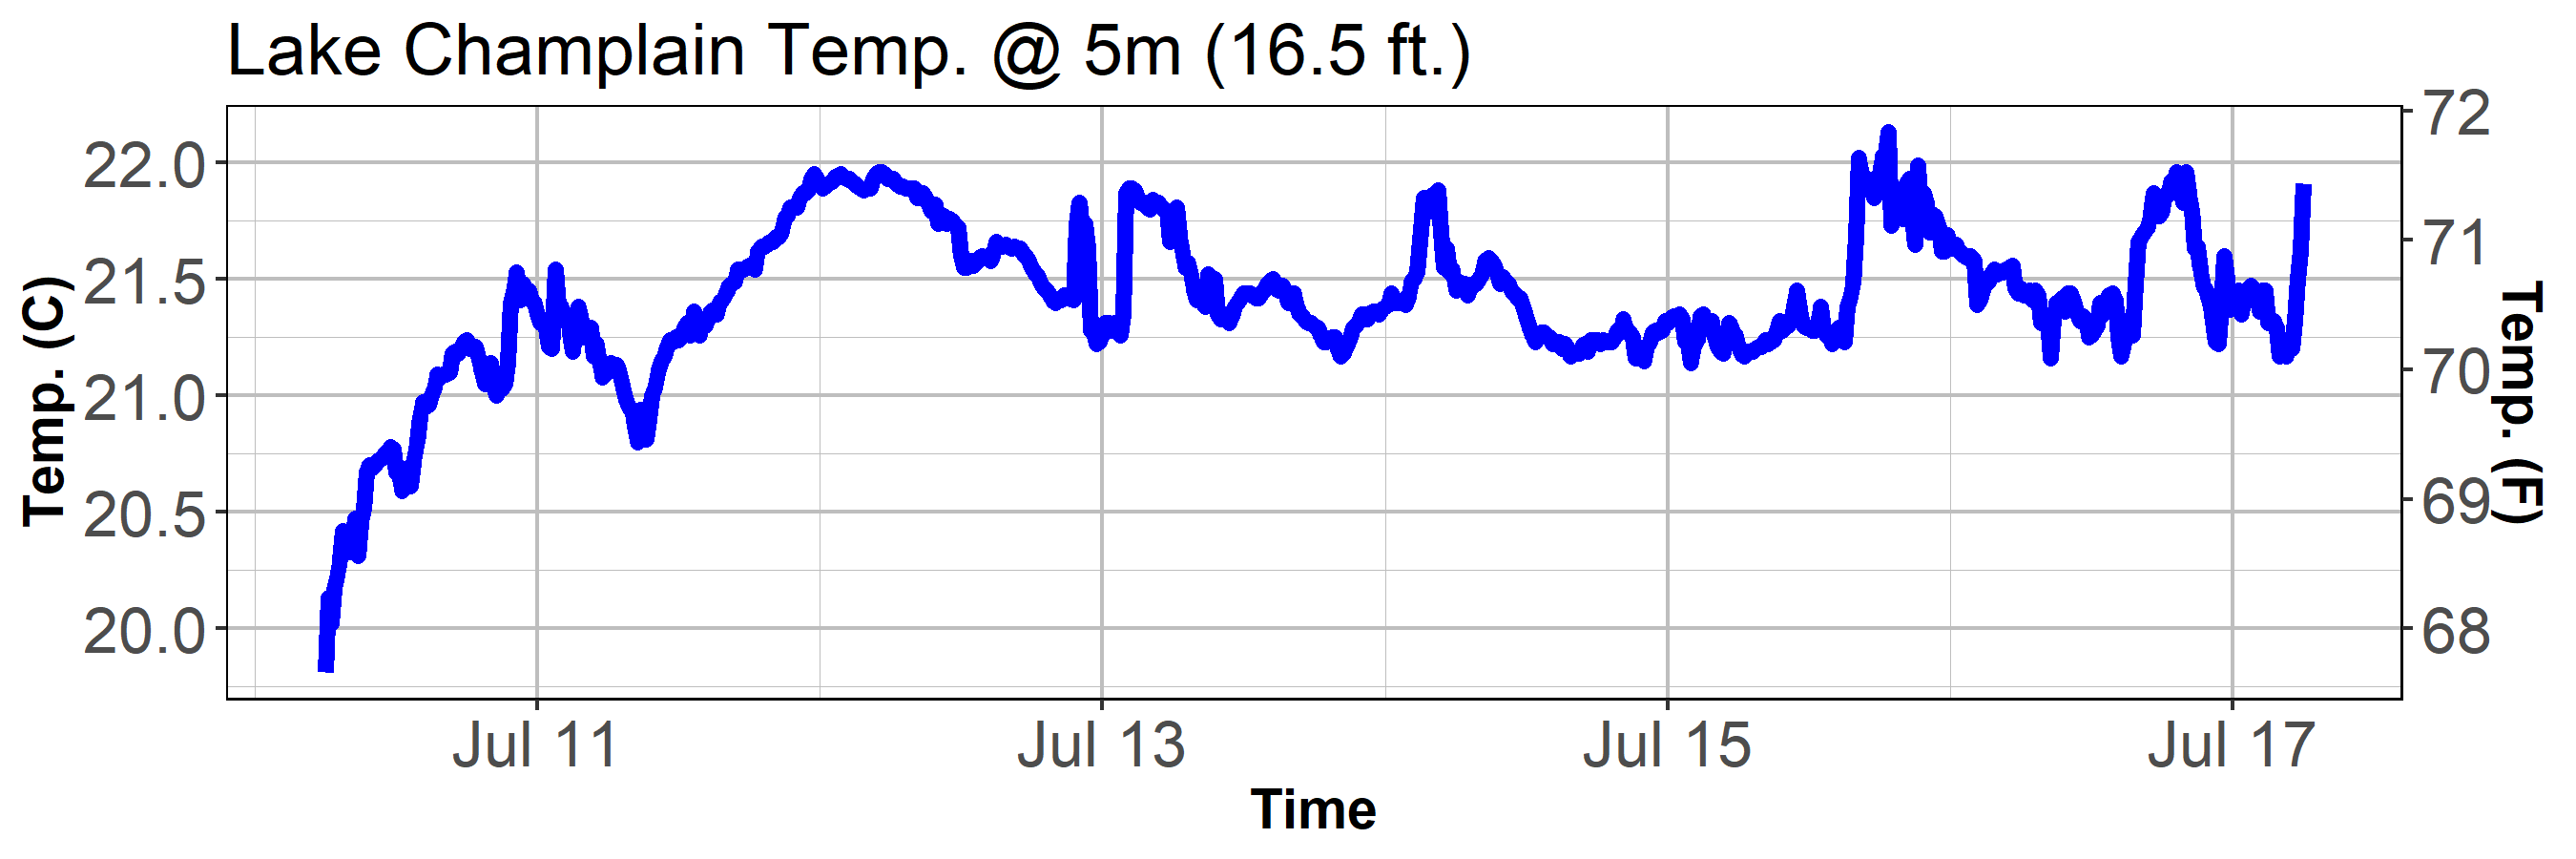 Lake Champlain Temp. @ 5m (16.5 ft.)
Temp. (C)
22.0
21.5
21.0
20.5
20.0
72
71
70
69
68
Temp. (F)
Jul 11
Jul 13
Jul 15
Jul 17
Time